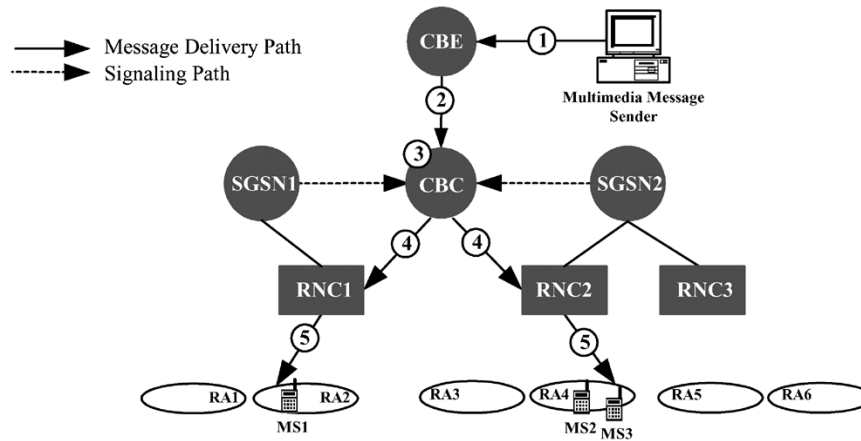 Message Delivery Path
Signaling Path
CBE
1
Multimedia Message
Sender
2
3
SGSN1
CBC
SGSN2
4
4
RNC1
RNC2
RNC3
5
5
RA1
RA2
RA3
RA4
RA5
RA6
MS1
MS2
MS3